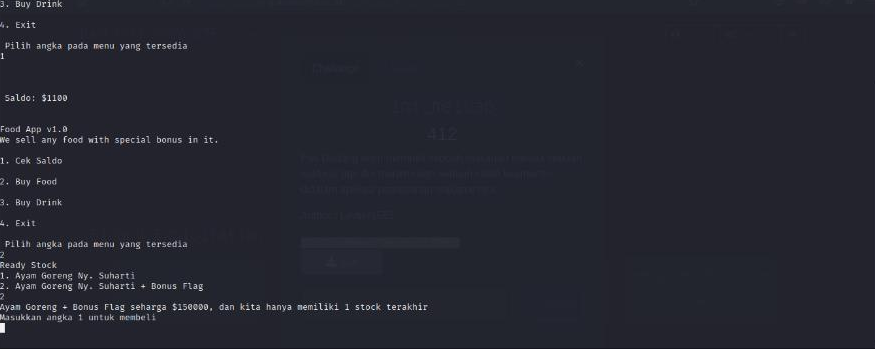 3. Buy Drink
4. Exit
Pilih angka pada menu yang tersedia
1
Saldo: $1100
Food App v1.0
We sell any food with special bonus in it.
1. Cek Saldo
2. Buy Food
3. Buy Drink
4. Exit
Pilih angka pada menu yang tersedia
2
Ready Stock
1. Ayam Goreng Ny. Suharti
2. Ayam Goreng Ny. Suharti + Bonus Flag
2
Ayam Goreng + Bonus Flag seharga $150000, dan kita hanya memiliki 1 stock terakhir
Masukkan angka 1 untuk membeli
412